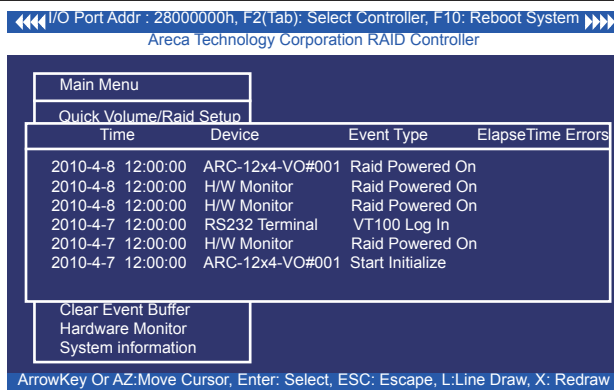 I/O Port Addr : 28000000h, F2(Tab): Select Controller, F10: Reboot System
Areca Technology Corporation RAID Controller
Main Menu
Quick Volume/Raid Setup
Time Device Event Type ElapseTime Errors
2010-4-8 12:00:00 ARC-12x4-VO#001 Raid Powered On
2010-4-8 12:00:00 H/W Monitor Raid Powered On
2010-4-8 12:00:00 H/W Monitor Raid Powered On
2010-4-7 12:00:00 RS232 Terminal VT100 Log In
2010-4-7 12:00:00 H/W Monitor Raid Powered On
2010-4-7 12:00:00 ARC-12x4-VO#001 Start Initialize
Clear Event Buffer
Hardware Monitor
System information
ArrowKey Or AZ:Move Cursor, Enter: Select, ESC: Escape, L:Line Draw, X: Redraw